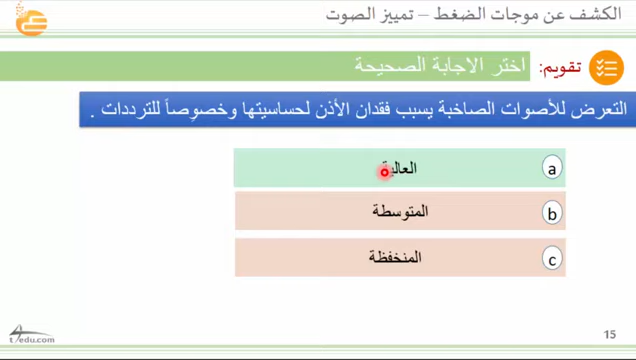 الكشف عن موجات الضغط – تمييز الصوت
تقويم: اختر الاجابة الصحيحة
التعرض للأصوات الصاخبة يسبب فقدان الأذن لحساسيتها وخصوصاً للترددات .
a العالية
b المتوسطة
c المنخفظة
15
t4edu.com